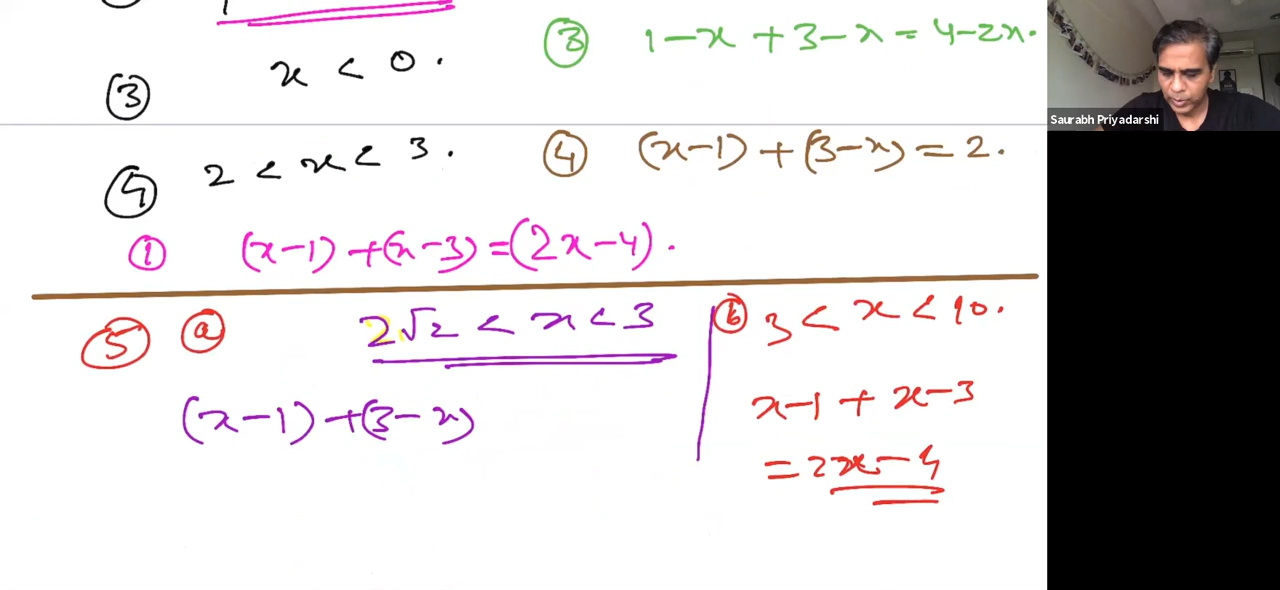 ③ x < 0.
③ 1-x + 3-x = 4-2x.
④ 2 < x < 3.
④ (x-1) + (3-x) = 2.
① (x-1) + (x-3) = (2x-4).
⑤ ⓐ 2√2 < x < 3
(x-1) + (3-x)
ⓑ 3 < x < 10.
x-1 + x-3
= 2x-4
Saurabh Priyadarshi